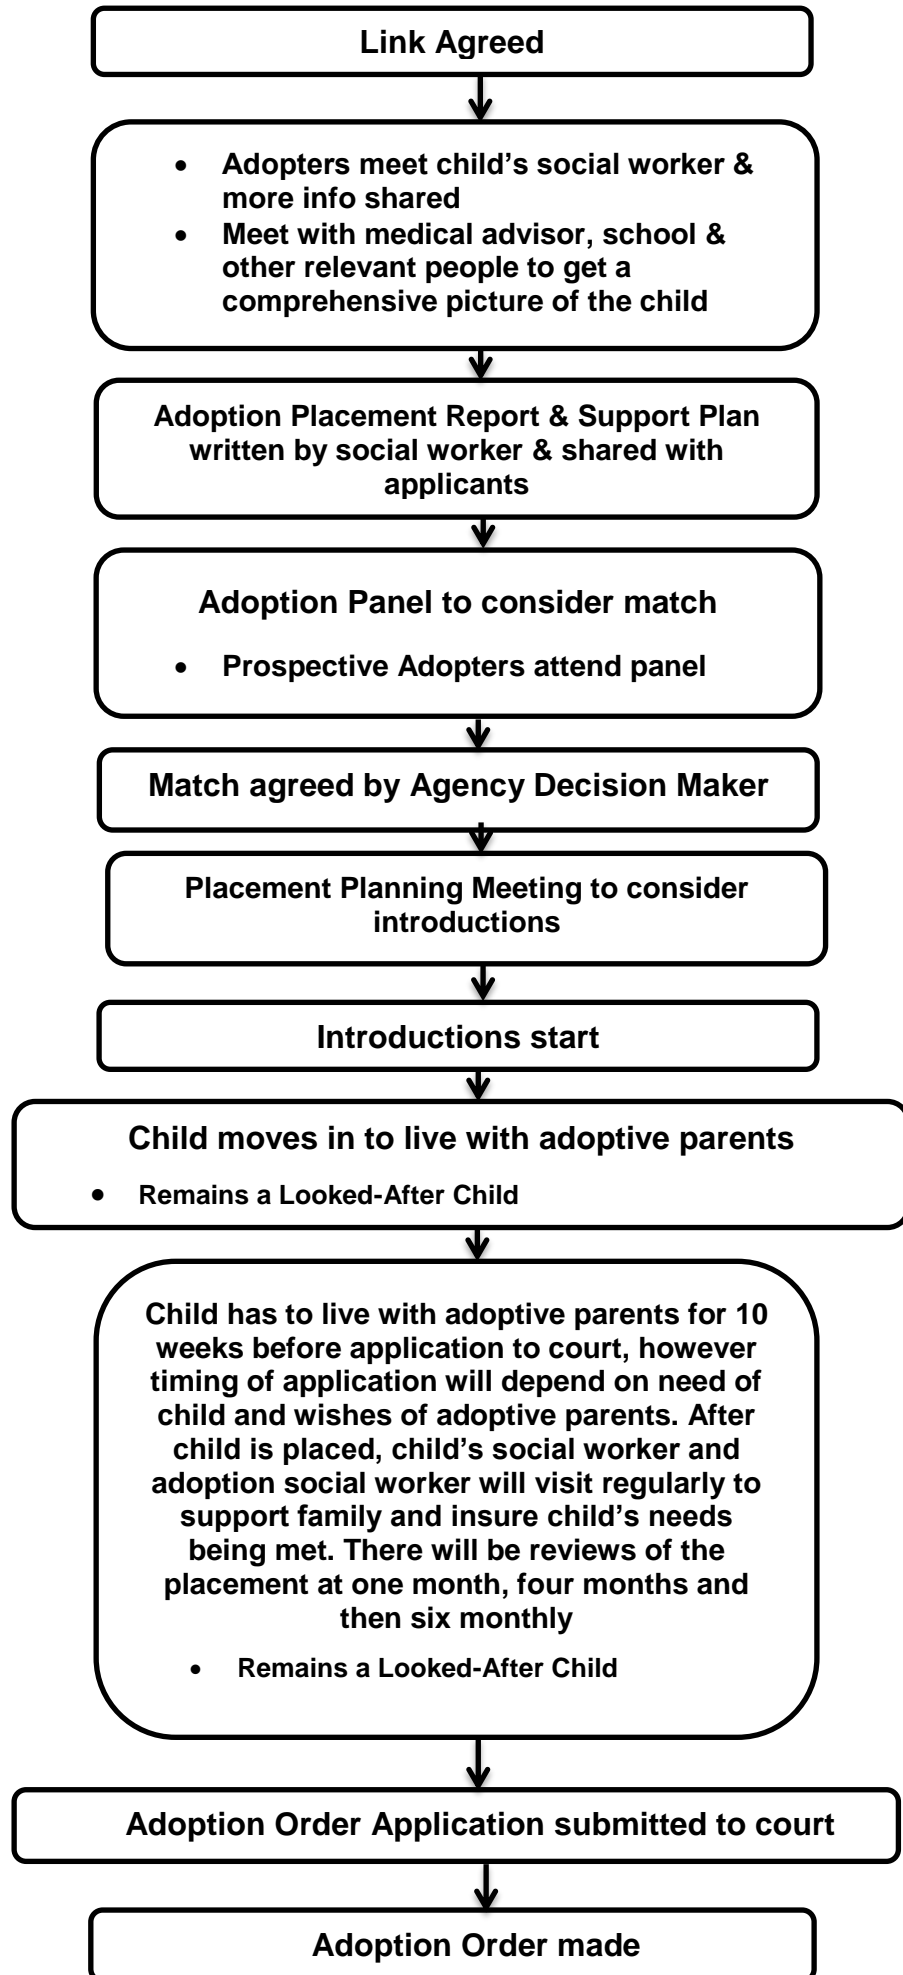 Link Agreed
• Adopters meet child’s social worker &
more info shared
• Meet with medical advisor, school &
other relevant people to get a
comprehensive picture of the child
Adoption Placement Report & Support Plan
written by social worker & shared with
applicants
Adoption Panel to consider match
• Prospective Adopters attend panel
Match agreed by Agency Decision Maker
Placement Planning Meeting to consider
introductions
Introductions start
Child moves in to live with adoptive parents
• Remains a Looked-After Child
Child has to live with adoptive parents for 10
weeks before application to court, however
timing of application will depend on need of
child and wishes of adoptive parents. After
child is placed, child’s social worker and
adoption social worker will visit regularly to
support family and insure child’s needs
being met. There will be reviews of the
placement at one month, four months and
then six monthly
• Remains a Looked-After Child
Adoption Order Application submitted to court
Adoption Order made